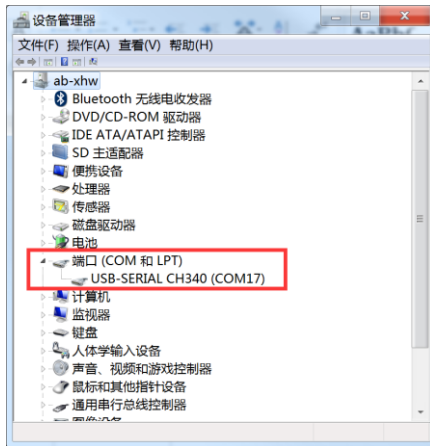 设备管理器
文件(F) 操作(A) 查看(V) 帮助(H)
ab-xhw
Bluetooth 无线电收发器
DVD/CD-ROM 驱动器
IDE ATA/ATAPI 控制器
SD 主适配器
便携设备
处理器
传感器
磁盘驱动器
电池
端口 (COM 和 LPT)
USB-SERIAL CH340 (COM17)
计算机
监视器
键盘
人体学输入设备
声音、视频和游戏控制器
鼠标和其他指针设备
通用串行总线控制器
图像设备